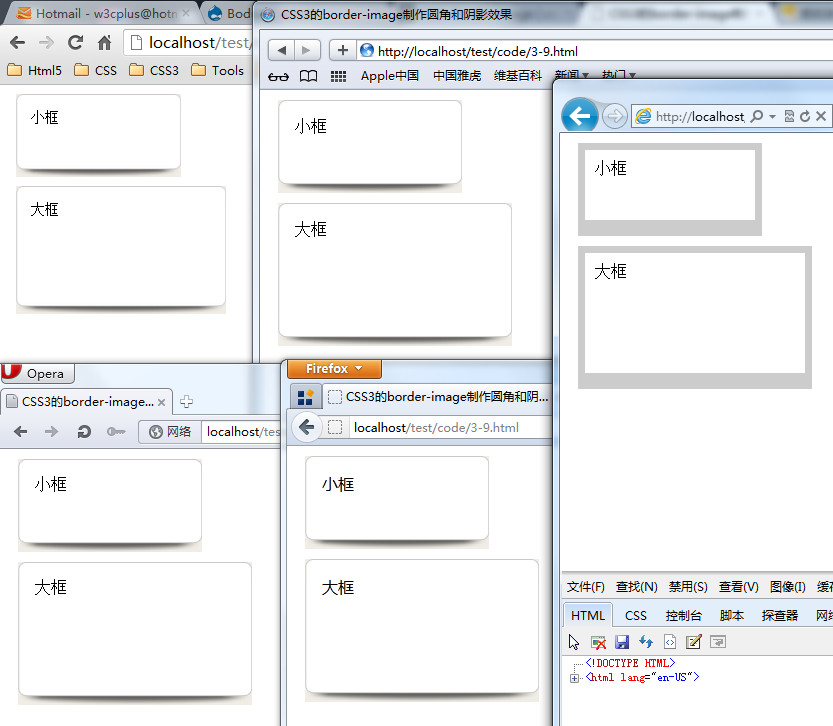 Hotmail - w3cplus@hotn
Bod
localhost/test/
Html5 CSS CSS3 Tools
小框
大框
CSS3的border-image制作圆角和阴影效果
http://localhost/test/code/3-9.html
Apple中国 中国雅虎 维基百科 新闻 热门
小框
大框
http://localhost
小框
大框
文件(F) 查找(N) 禁用(S) 查看(V) 图像(I) 缓存
HTML CSS 控制台 脚本 探查器 网络
<!DOCTYPE HTML>
<html lang="en-US">
Opera
CSS3的border-image...
网络 localhost/tes
小框
大框
Firefox
CSS3的border-image制作圆角和阴...
localhost/test/code/3-9.html
小框
大框